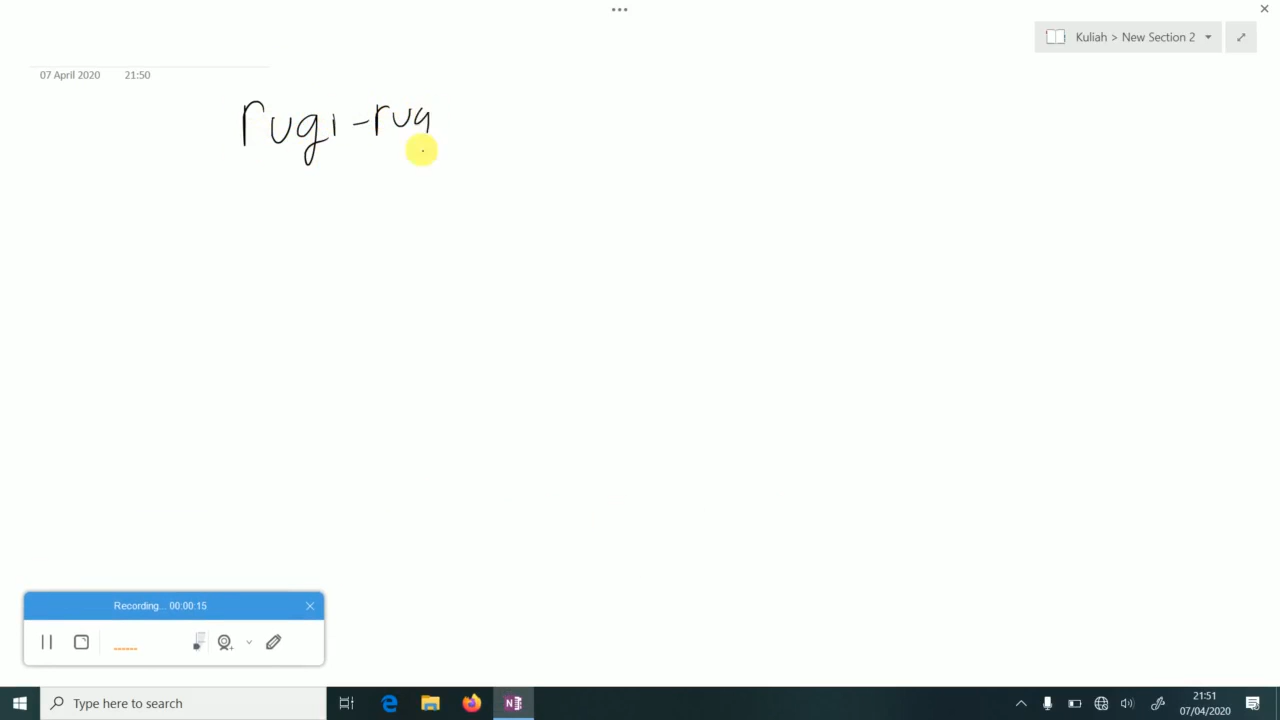 Kuliah > New Section 2
07 April 2020 21:50
rugi-rug
Recording... 00:00:15
Type here to search
21:51
07/04/2020